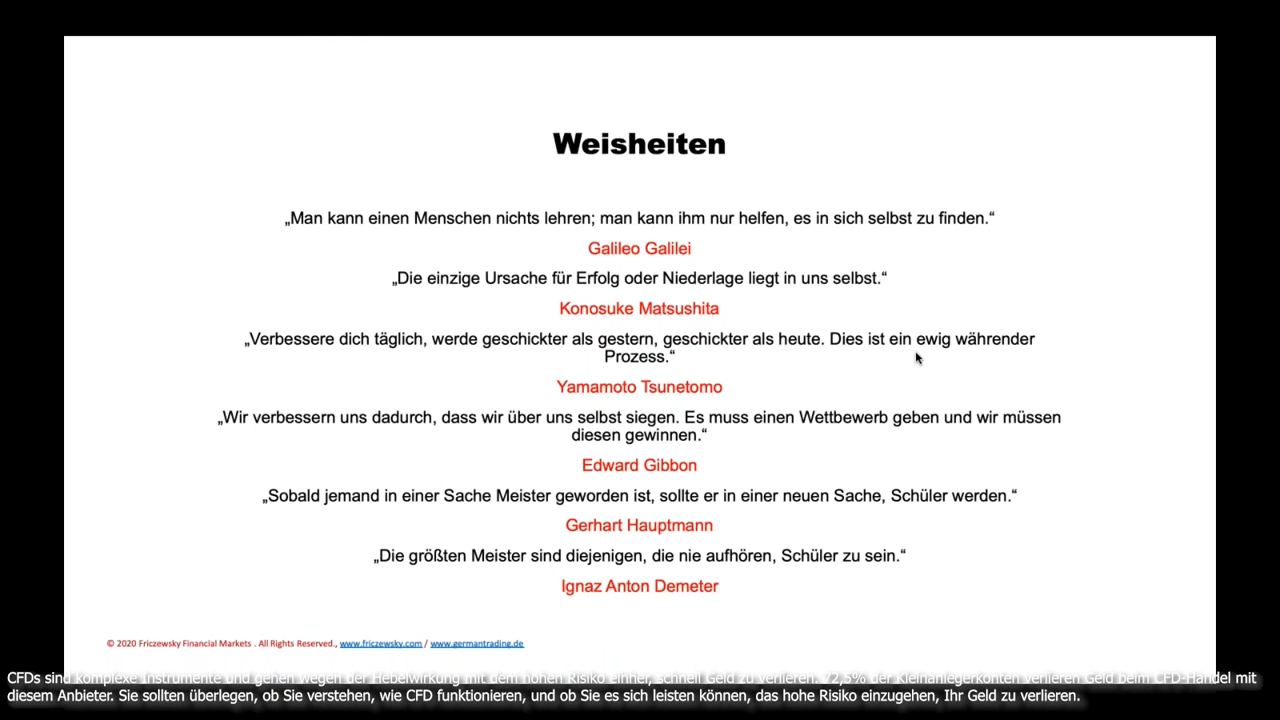 Weisheiten
„Man kann einen Menschen nichts lehren; man kann ihm nur helfen, es in sich selbst zu finden.“
Galileo Galilei
„Die einzige Ursache für Erfolg oder Niederlage liegt in uns selbst.“
Konosuke Matsushita
„Verbessere dich täglich, werde geschickter als gestern, geschickter als heute. Dies ist ein ewig währender
Prozess.“
Yamamoto Tsunetomo
„Wir verbessern uns dadurch, dass wir über uns selbst siegen. Es muss einen Wettbewerb geben und wir müssen
diesen gewinnen.“
Edward Gibbon
„Sobald jemand in einer Sache Meister geworden ist, sollte er in einer neuen Sache, Schüler werden.“
Gerhart Hauptmann
„Die größten Meister sind diejenigen, die nie aufhören, Schüler zu sein.“
Ignaz Anton Demeter
© 2020 Friczewsky Financial Markets . All Rights Reserved., www.friczewsky.com / www.germantrading.de
CFDs sind komplexe Instrumente und gehen wegen der Hebelwirkung mit dem hohen Risiko einher, schnell Geld zu verlieren. 72,5% der Kleinanlegerkonten verlieren Geld beim CFD-Handel mit
diesem Anbieter. Sie sollten überlegen, ob Sie verstehen, wie CFD funktionieren, und ob Sie es sich leisten können, das hohe Risiko einzugehen, Ihr Geld zu verlieren.